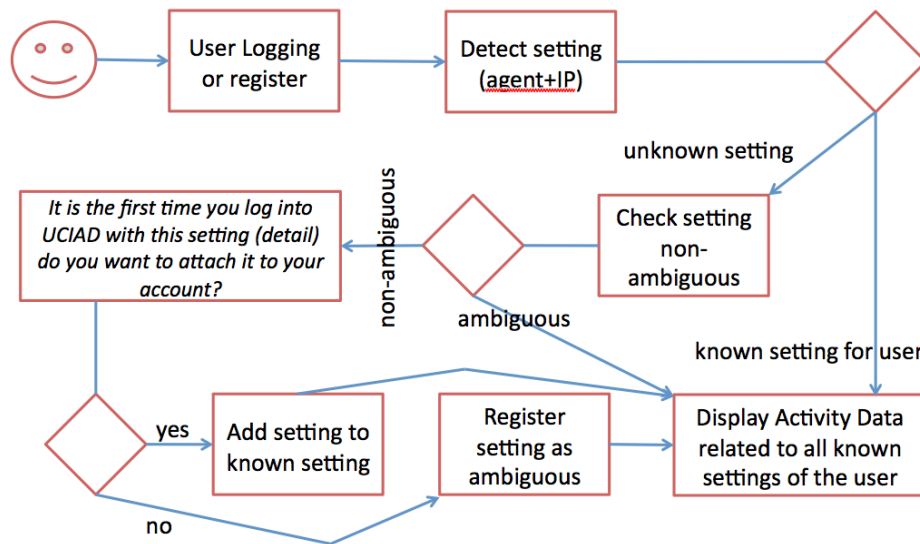 User Logging
or register
Detect setting
(agent+IP)
unknown setting
It is the first time you log into
UCIAD with this setting (detail)
do you want to attach it to your
account?
non-ambiguous
Check setting
non-
ambiguous
ambiguous
known setting for user
yes
Add setting to
known setting
Register
setting as
ambiguous
Display Activity Data
related to all known
settings of the user
no